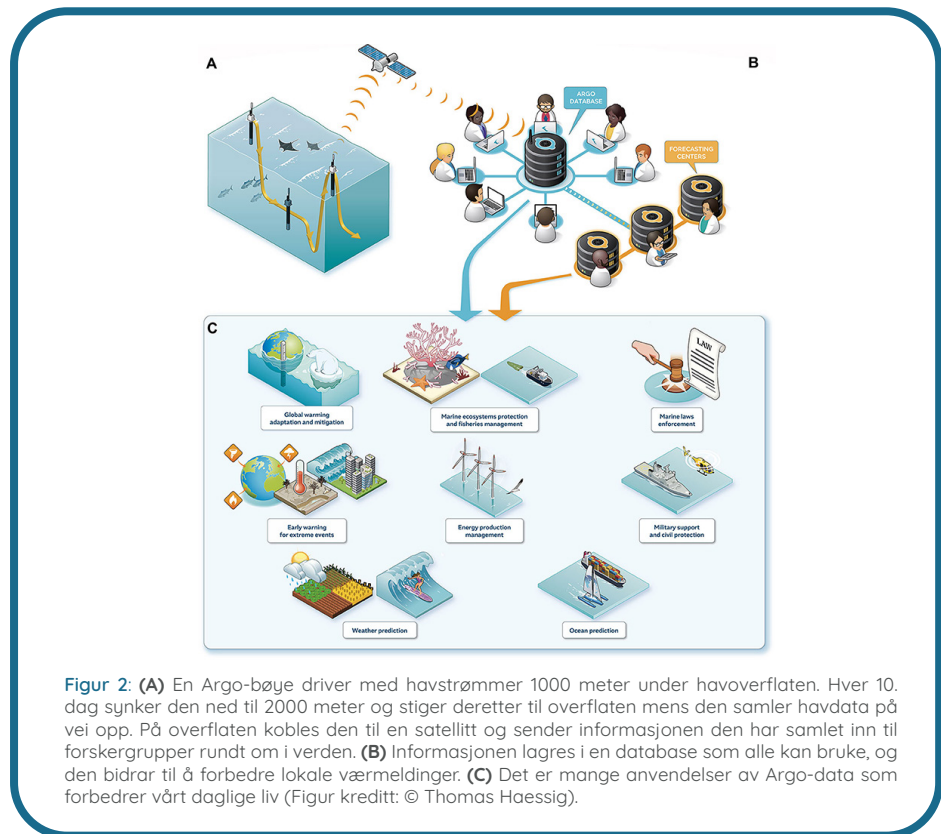 A
B
ARGO
DATABASE
FORECASTING
CENTERS
C
LAW
Global warming
adaptation and mitigation
Marine ecosystems protection
and fisheries management
Marine laws
enforcement
Early warning
for extreme events
Energy production
management
Military support
and civil protection
Weather prediction
Ocean prediction
Figur 2: (A) En Argo-bøye driver med havstrømmer 1000 meter under havoverflaten. Hver 10.
dag synker den ned til 2000 meter og stiger deretter til overflaten mens den samler havdata på
vei opp. På overflaten kobles den til en satellitt og sender informasjonen den har samlet inn til
forskergrupper rundt om i verden. (B) Informasjonen lagres i en database som alle kan bruke, og
den bidrar til å forbedre lokale værmeldinger. (C) Det er mange anvendelser av Argo-data som
forbedrer vårt daglige liv (Figur kreditt: © Thomas Haessig).